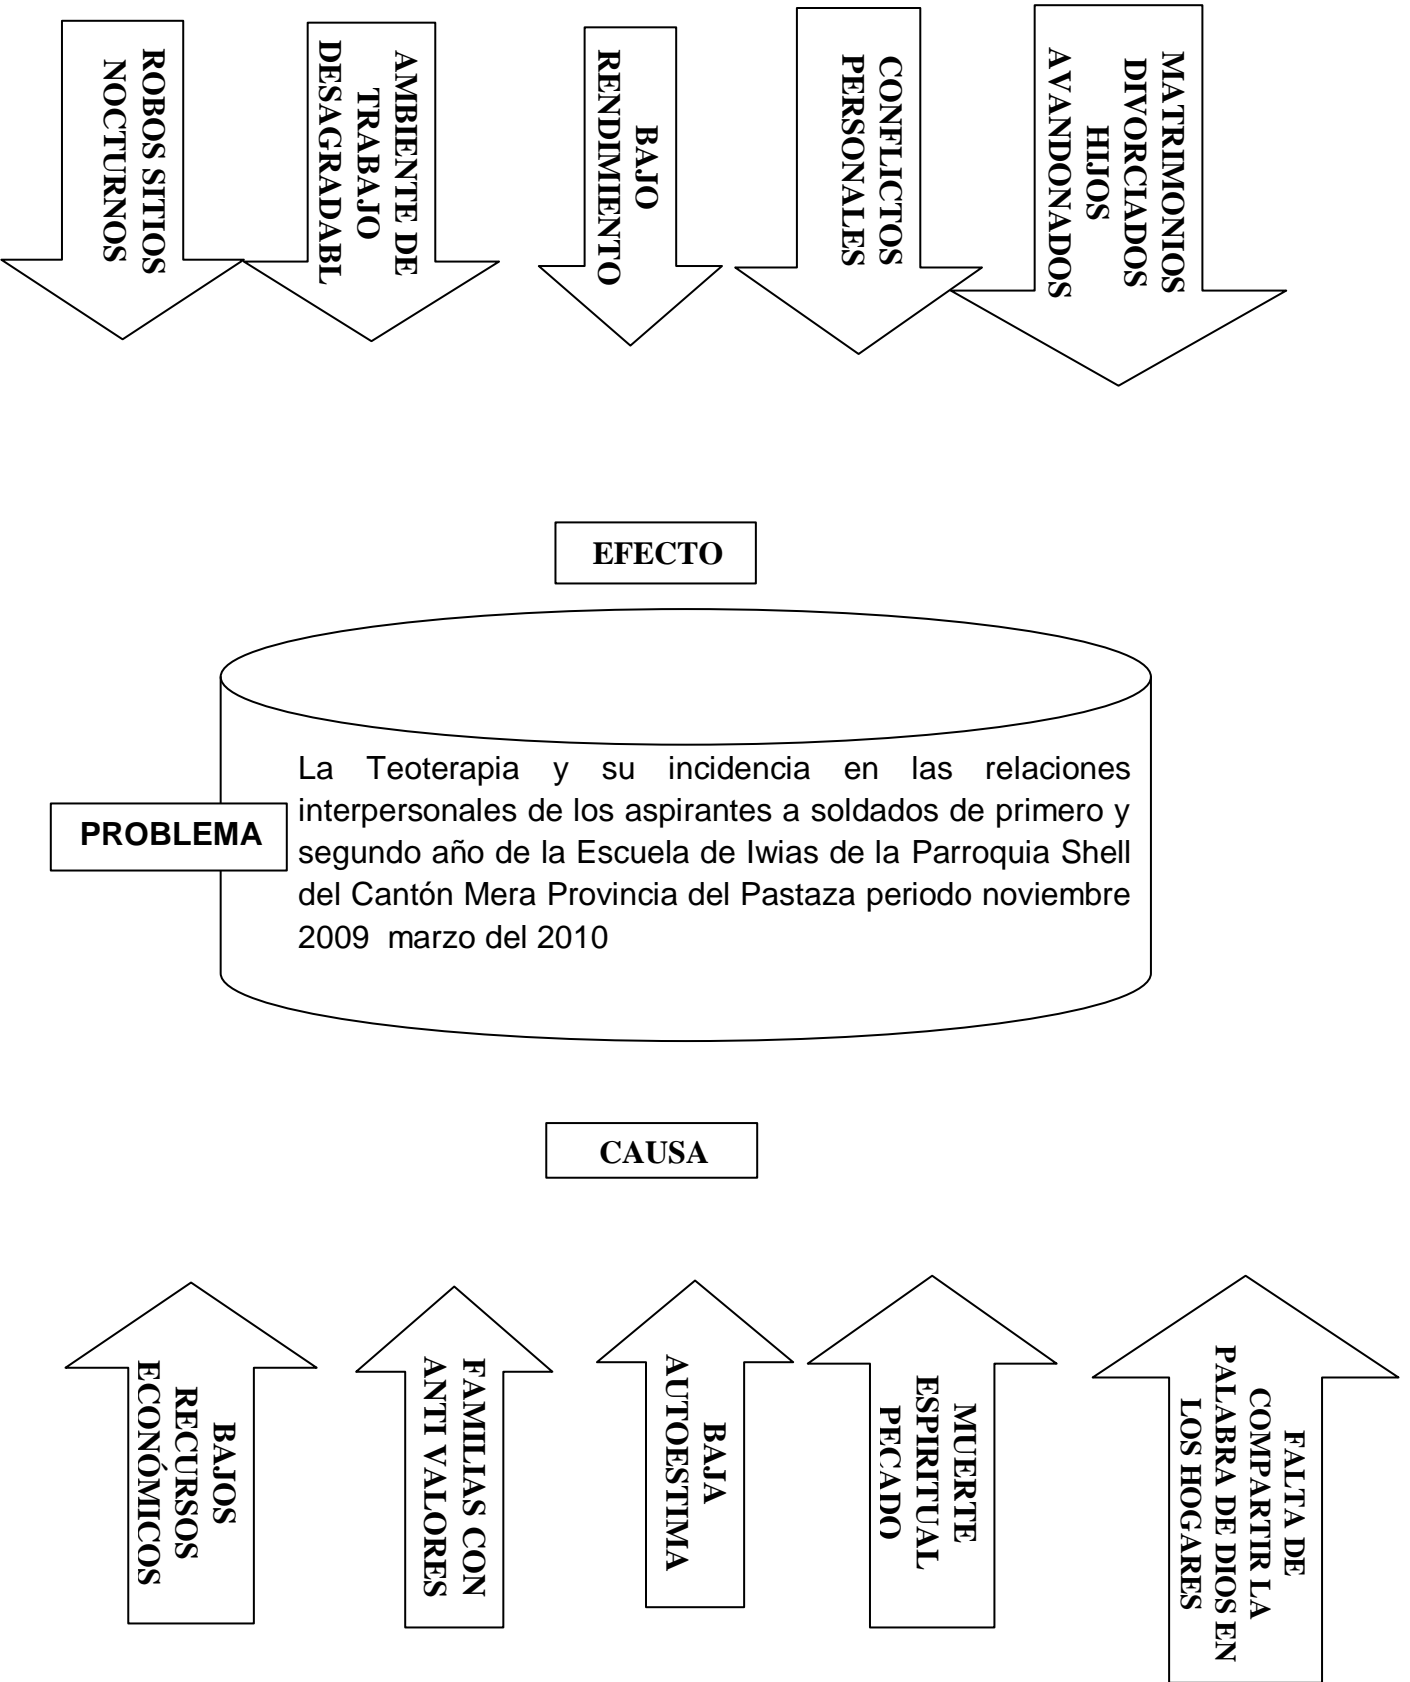 ROBOS SITIOS
NOCTURNOS
AMBIENTE DE
TRABAJO
DESAGRADABL
BAJO
RENDIMIENTO
CONFLICTOS
PERSONALES
MATRIMONIOS
DIVORCIADOS
HIJOS
AVANDONADOS
EFECTO
La Teoterapia y su incidencia en las relaciones
interpersonales de los aspirantes a soldados de primero y
segundo año de la Escuela de Iwias de la Parroquia Shell
del Cantón Mera Provincia del Pastaza periodo noviembre
2009 marzo del 2010
PROBLEMA
CAUSA
BAJOS
RECURSOS
ECONÓMICOS
FAMILIAS CON
ANTI VALORES
BAJA
AUTOESTIMA
MUERTE
ESPIRITUAL
PECADO
FALTA DE
COMPARTIR LA
PALABRA DE DIOS EN
LOS HOGARES